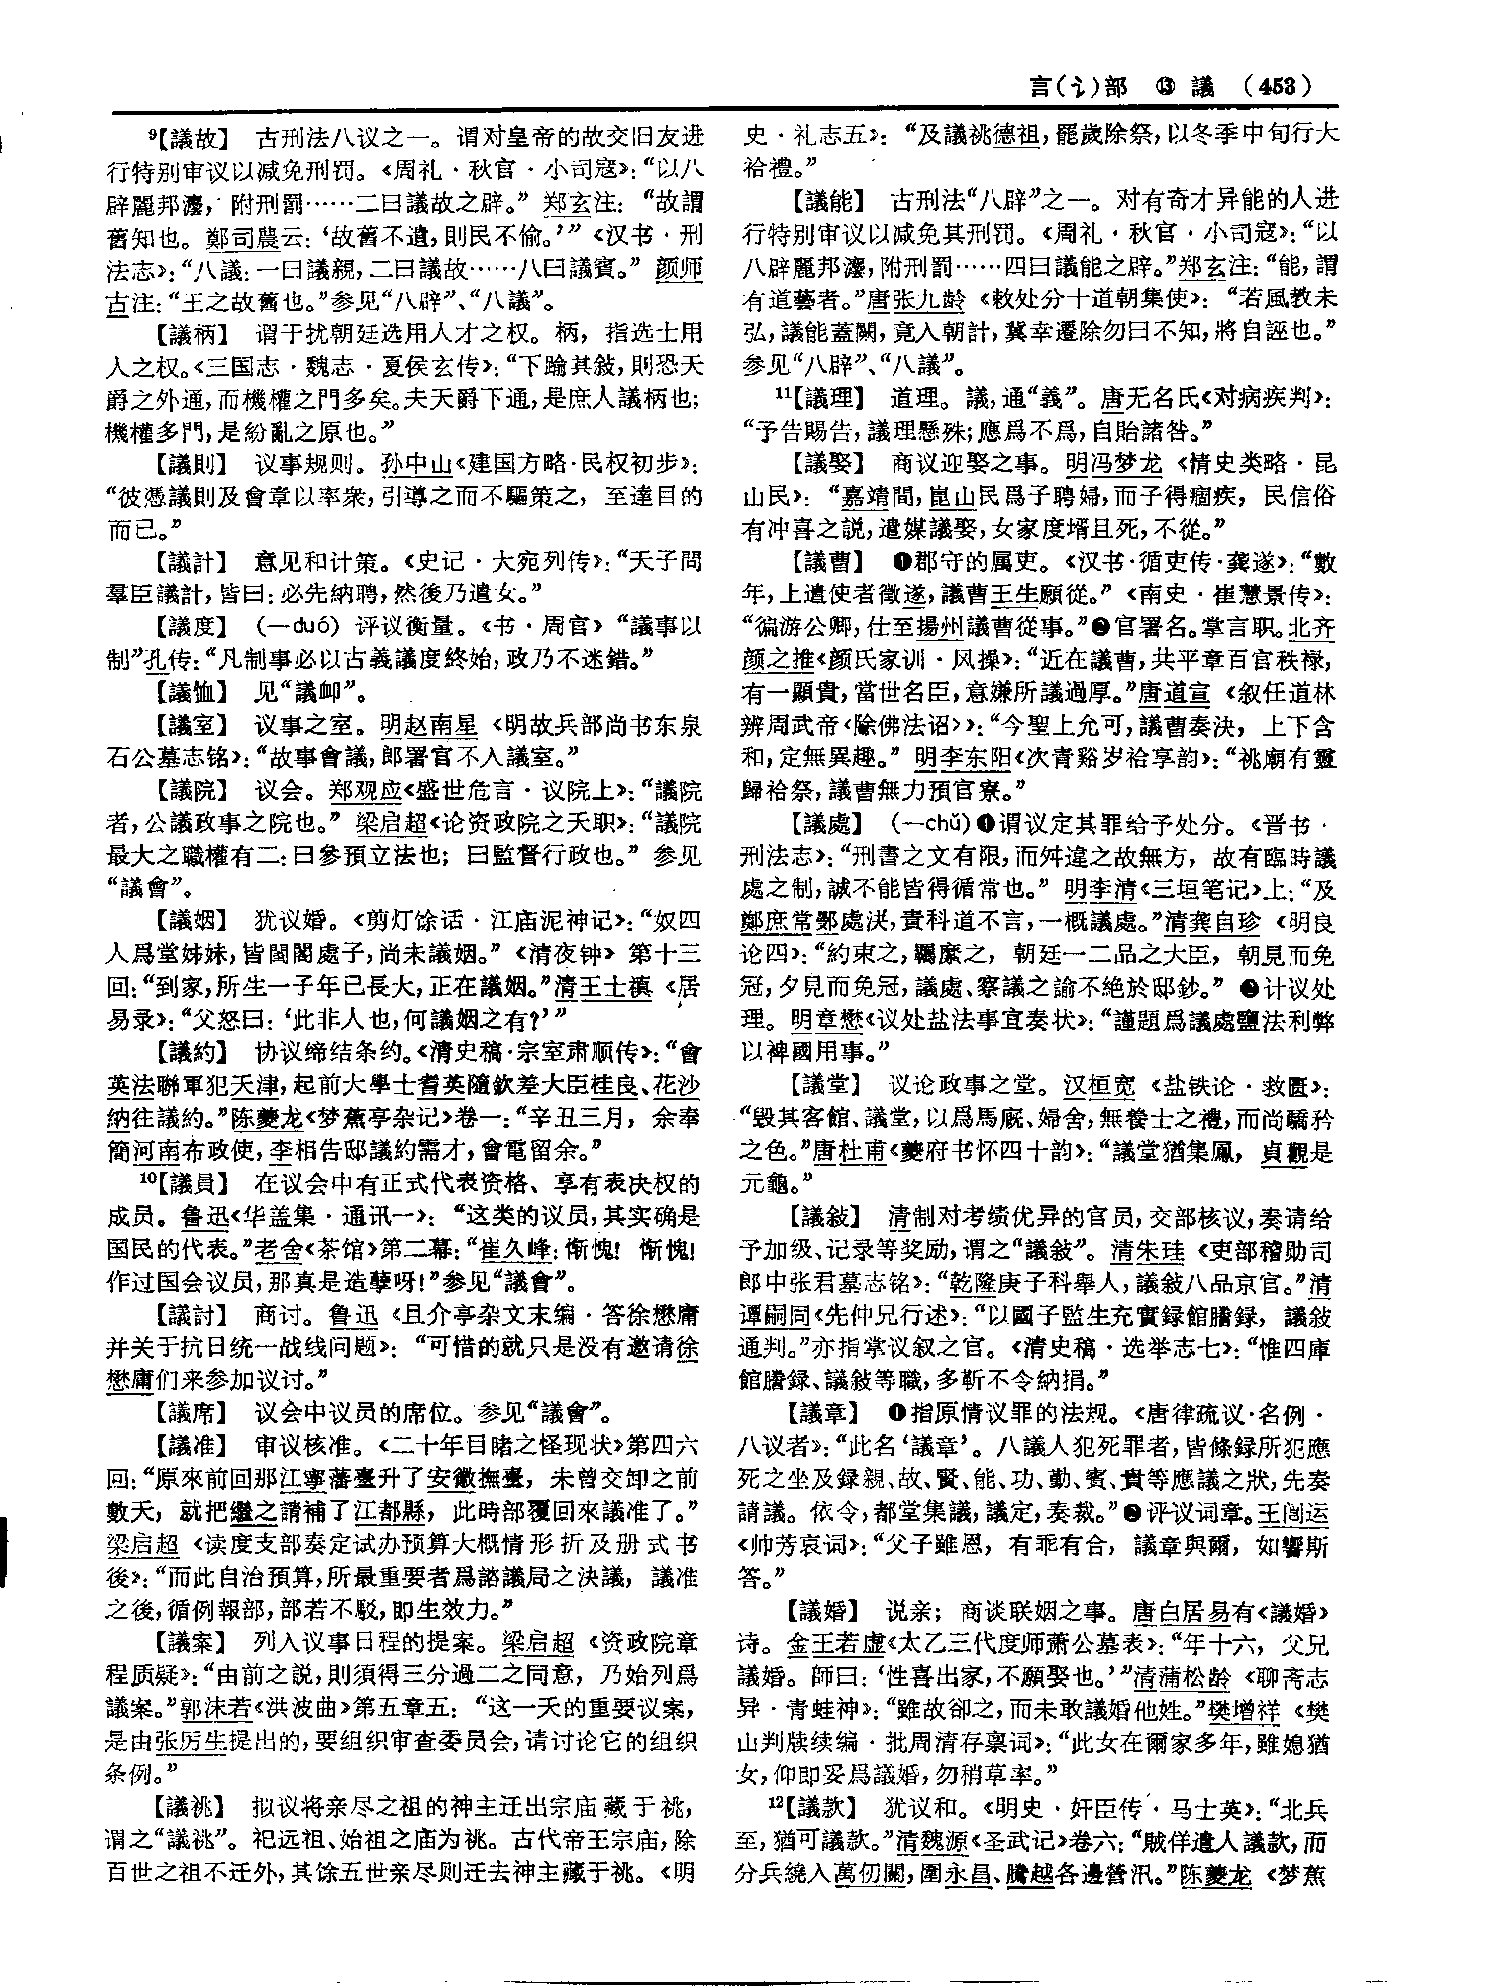 言(讠)部 ⑬ 議 (453)
⁹【議故】 古刑法八议之一。谓对皇帝的故交旧友进
行特别审议以减免刑罚。《周礼·秋官·小司寇》：“以八
辟麗邦灋，附刑罰……二曰議故之辟。” 郑玄注：“故謂
舊知也。鄭司農云：‘故舊不遺，則民不偷。’”《汉书·刑
法志》：“八議：一曰議親，二曰議故……八曰議賓。” 颜师
古注：“王之故舊也。”参见“八辟”、“八議”。
【議柄】 谓干扰朝廷选用人才之权。柄，指选士用
人之权。《三国志·魏志·夏侯玄传》：“下踰其敍，則恐天
爵之外通，而機權之門多矣。夫天爵下通，是庶人議柄也；
機權多門，是紛亂之原也。”
【議則】 议事规则。孙中山《建国方略·民权初步》：
“彼憑議則及會章以率衆，引導之而不驅策之，至達目的
而已。”
【議計】 意见和计策。《史记·大宛列传》：“天子問
羣臣議計，皆曰：必先納聘，然後乃遣女。”
【議度】 （—duó）评议衡量。《书·周官》“議事以
制”孔传：“凡制事必以古義議度終始，政乃不迷錯。”
【議恤】 见“議卹”。
【議室】 议事之室。明赵南星《明故兵部尚书东泉
石公墓志铭》：“故事會議，郎署官不入議室。”
【議院】 议会。郑观应《盛世危言·议院上》：“議院
者，公議政事之院也。” 梁启超《论资政院之天职》：“議院
最大之職權有二：曰參預立法也；曰監督行政也。” 参见
“議會”。
【議姻】 犹议婚。《剪灯馀话·江庙泥神记》：“奴四
人爲堂姊妹，皆閨閣處子，尚未議姻。”《清夜钟》第十三
回：“到家，所生一子年已長大，正在議姻。”清王士禛《居
易录》：“父怒曰：‘此非人也，何議姻之有？’”
【議約】 协议缔结条约。《清史稿·宗室肃顺传》：“會
英法聯軍犯天津，起前大學士耆英隨欽差大臣桂良、花沙
納往議約。”陈夔龙《梦蕉亭杂记》卷一：“辛丑三月，余奉
簡河南布政使，李相告邸議約需才，會電留余。”
¹⁰【議員】 在议会中有正式代表资格、享有表决权的
成员。鲁迅《华盖集·通讯一》：“这类的议员，其实确是
国民的代表。”老舍《茶馆》第二幕：“崔久峰：惭愧！惭愧！
作过国会议员，那真是造孽呀！”参见“議會”。
【議討】 商讨。鲁迅《且介亭杂文末编·答徐懋庸
并关于抗日统一战线问题》：“可惜的就只是没有邀请徐
懋庸们来参加议讨。”
【議席】 议会中议员的席位。参见“議會”。
【議准】 审议核准。《二十年目睹之怪现状》第四六
回：“原來前回那江寧藩臺升了安徽撫臺，未曾交卸之前
數天，就把繼之請補了江都縣，此時部覆回來議准了。”
梁启超《读度支部奏定试办预算大概情形折及册式书
後》：“而此自治預算，所最重要者爲諮議局之決議，議准
之後，循例報部，部若不駁，即生效力。”
【議案】 列入议事日程的提案。梁启超《资政院章
程质疑》：“由前之説，則須得三分過二之同意，乃始列爲
議案。”郭沫若《洪波曲》第五章五：“这一天的重要议案，
是由张厉生提出的，要组织审查委员会，请讨论它的组织
条例。”
【議祧】 拟议将亲尽之祖的神主迁出宗庙藏于祧，
谓之“議祧”。祀远祖、始祖之庙为祧。古代帝王宗庙，除
百世之祖不迁外，其馀五世亲尽则迁去神主藏于祧。《明
史·礼志五》：“及議祧德祖，罷歲除祭，以冬季中旬行大
祫禮。”
【議能】 古刑法“八辟”之一。对有奇才异能的人进
行特别审议以减免其刑罚。《周礼·秋官·小司寇》：“以
八辟麗邦灋，附刑罰……四曰議能之辟。”郑玄注：“能，謂
有道藝者。”唐张九龄《敕处分十道朝集使》：“若風教未
弘，議能蓋闕，竟入朝計，冀幸遷除勿曰不知，將自誣也。”
参见“八辟”、“八議”。
¹¹【議理】 道理。議，通“義”。唐无名氏《对病疾判》：
“予告賜告，議理懸殊；應爲不爲，自貽諸咎。”
【議娶】 商议迎娶之事。明冯梦龙《情史类略·昆
山民》：“嘉靖間，崑山民爲子聘婦，而子得痼疾，民信俗
有冲喜之説，遣媒議娶，女家度壻且死，不從。”
【議曹】 ❶郡守的属吏。《汉书·循吏传·龚遂》：“數
年，上遣使者徵遂，議曹王生願從。”《南史·崔慧景传》：
“徧游公卿，仕至揚州議曹從事。”❷官署名。掌言职。北齐
颜之推《颜氏家训·风操》：“近在議曹，共平章百官秩禄，
有一顯貴，當世名臣，意嫌所議過厚。”唐道宣《叙任道林
辨周武帝〈除佛法诏〉》：“今聖上允可，議曹奏決，上下含
和，定無異趣。” 明李东阳《次青谿岁祫享韵》：“祧廟有靈
歸祫祭，議曹無力預官寮。”
【議處】 （—chǔ）❶谓议定其罪给予处分。《晋书·
刑法志》：“刑書之文有限，而舛違之故無方，故有臨時議
處之制，誠不能皆得循常也。” 明李清《三垣笔记》上：“及
鄭庶常鄤處決，責科道不言，一概議處。”清龚自珍《明良
论四》：“約束之，羈縻之，朝廷一二品之大臣，朝見而免
冠，夕見而免冠，議處、察議之諭不絶於邸鈔。” ❷计议处
理。明章懋《议处盐法事宜奏状》：“謹題爲議處鹽法利弊
以裨國用事。”
【議堂】 议论政事之堂。汉桓宽《盐铁论·救匮》：
“毁其客館、議堂，以爲馬廐、婦舍，無養士之禮，而尚驕矜
之色。”唐杜甫《夔府书怀四十韵》：“議堂猶集鳳，貞觀是
元龜。”
【議敍】 清制对考绩优异的官员，交部核议，奏请给
予加级、记录等奖励，谓之“議敍”。清朱珪《吏部稽勋司
郎中张君墓志铭》：“乾隆庚子科舉人，議敍八品京官。”清
谭嗣同《先仲兄行述》：“以國子監生充實録館謄録，議敍
通判。”亦指掌议叙之官。《清史稿·选举志七》：“惟四庫
館謄録、議敍等職，多靳不令納捐。”
【議章】 ❶指原情议罪的法规。《唐律疏议·名例·
八议者》：“此名‘議章’。八議人犯死罪者，皆條録所犯應
死之坐及録親、故、賢、能、功、勤、賓、貴等應議之狀，先奏
請議。依令，都堂集議，議定，奏裁。”❷评议词章。王闿运
《帅芳哀词》：“父子雖恩，有乖有合，議章與爾，如響斯
答。”
【議婚】 说亲；商谈联姻之事。唐白居易有《議婚》
诗。金王若虚《太乙三代度师萧公墓表》：“年十六，父兄
議婚。師曰：‘性喜出家，不願娶也。’”清蒲松龄《聊斋志
异·青蛙神》：“雖故卻之，而未敢議婚他姓。”樊增祥《樊
山判牍续编·批周清存稟词》：“此女在爾家多年，雖媳猶
女，仰即妥爲議婚，勿稍草率。”
¹²【議款】 犹议和。《明史·奸臣传·马士英》：“北兵
至，猶可議款。”清魏源《圣武记》卷六：“賊佯遣人議款，而
分兵繞入萬仞關，圍永昌、騰越各邊營汛。”陈夔龙《梦蕉